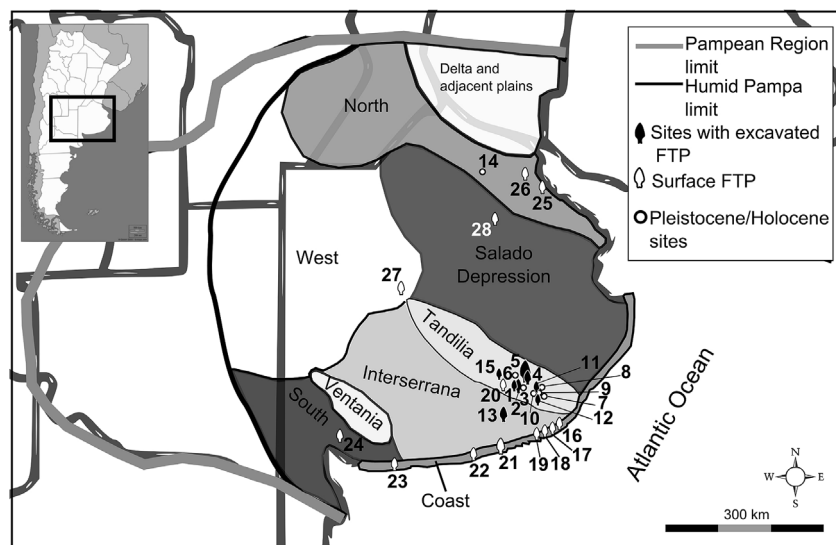 Delta and
adjacent plains
North
14
26
25
28
Salado
Depression
West
27
Tandilia
5
15
6
4
11
8
Interserrana
20
1
3
9
2
7
13
10
12
Ventania
South
24
16
17
18
19
21
22
23
Coast
Atlantic Ocean
Pampean Region
limit
Humid Pampa
limit
Sites with excavated
FTP
Surface FTP
Pleistocene/Holocene
sites
N
W
E
S
300 km